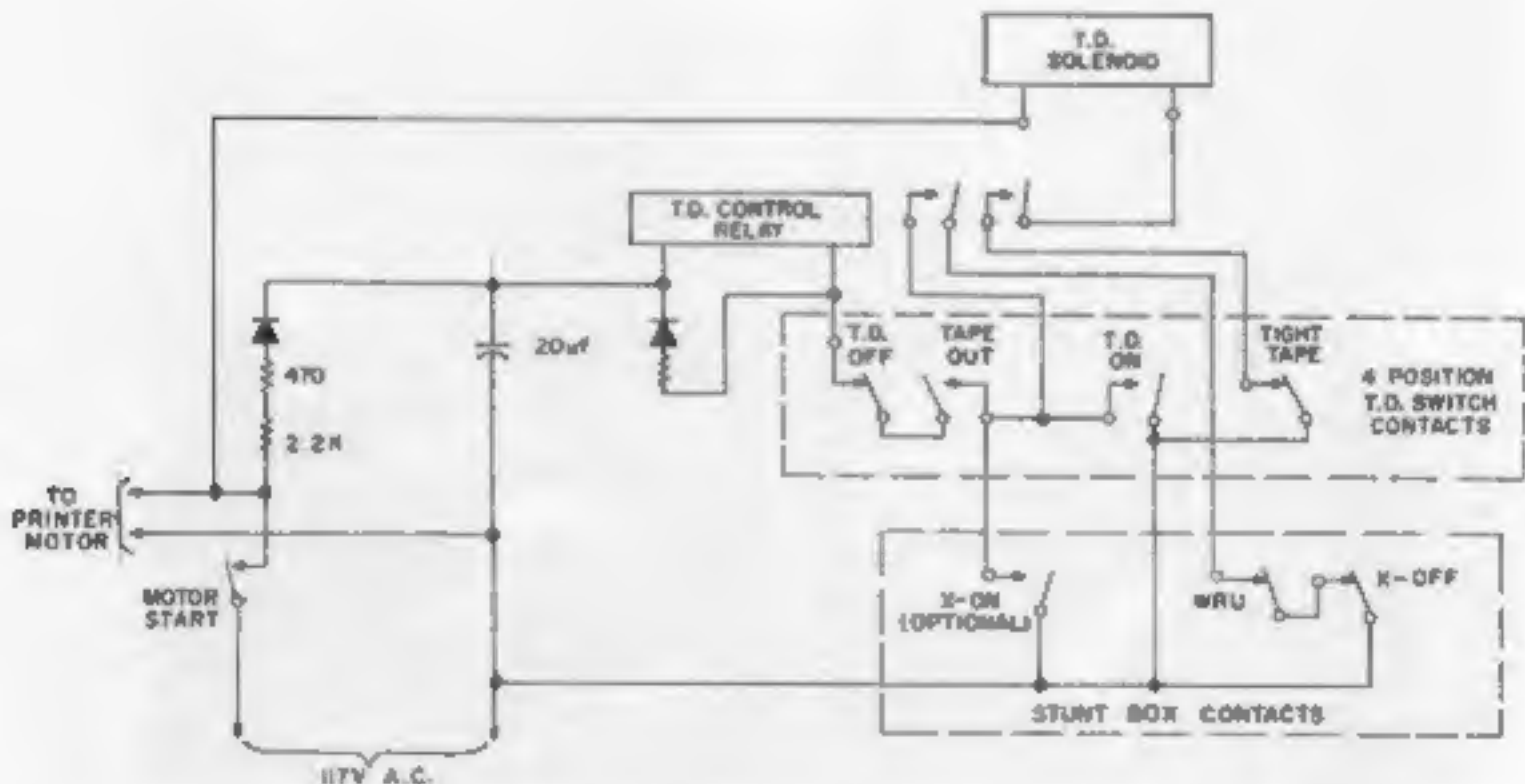 T.D.
SOLENOID
T.D. CONTROL
RELAY
T.D.
OFF
TAPE
OUT
T.D.
ON
TIGHT
TAPE
20uf
470
4 POSITION
T.D. SWITCH
CONTACTS
2.2K
TO
PRINTER
MOTOR
MOTOR
START
X-ON
(OPTIONAL)
WRU
X-OFF
STUNT BOX CONTACTS
117V A.C.